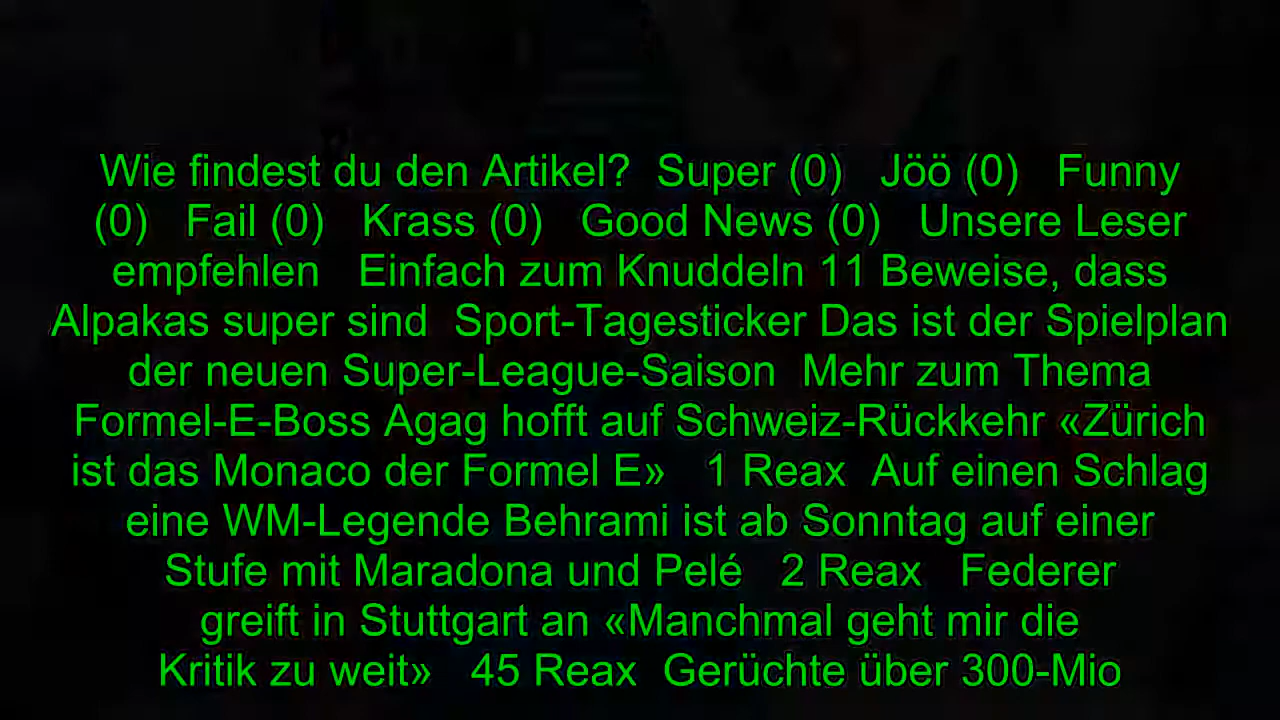 Wie findest du den Artikel?  Super (0)   Jöö (0)   Funny
(0)   Fail (0)   Krass (0)   Good News (0)   Unsere Leser
empfehlen   Einfach zum Knuddeln 11 Beweise, dass
Alpakas super sind  Sport-Tagesticker Das ist der Spielplan
der neuen Super-League-Saison  Mehr zum Thema
Formel-E-Boss Agag hofft auf Schweiz-Rückkehr «Zürich
ist das Monaco der Formel E»   1 Reax  Auf einen Schlag
eine WM-Legende Behrami ist ab Sonntag auf einer
Stufe mit Maradona und Pelé   2 Reax   Federer
greift in Stuttgart an «Manchmal geht mir die
Kritik zu weit»   45 Reax  Gerüchte über 300-Mio